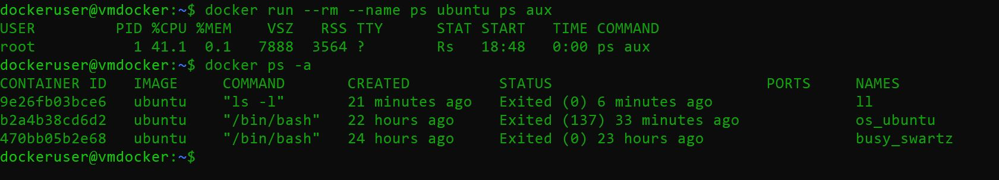 dockeruser@vmdocker:~$ docker run --rm --name ps ubuntu ps aux
USER         PID %CPU %MEM    VSZ   RSS TTY      STAT START   TIME COMMAND
root           1 41.1  0.1   7888  3564 ?        Rs   18:48   0:00 ps aux
dockeruser@vmdocker:~$ docker ps -a
CONTAINER ID   IMAGE     COMMAND       CREATED          STATUS                        PORTS     NAMES
9e26fb03bce6   ubuntu    "ls -l"       21 minutes ago   Exited (0) 6 minutes ago                ll
b2a4b38cd6d2   ubuntu    "/bin/bash"   22 hours ago     Exited (137) 33 minutes ago             os_ubuntu
470bb05b2e68   ubuntu    "/bin/bash"   24 hours ago     Exited (0) 23 hours ago                 busy_swartz
dockeruser@vmdocker:~$